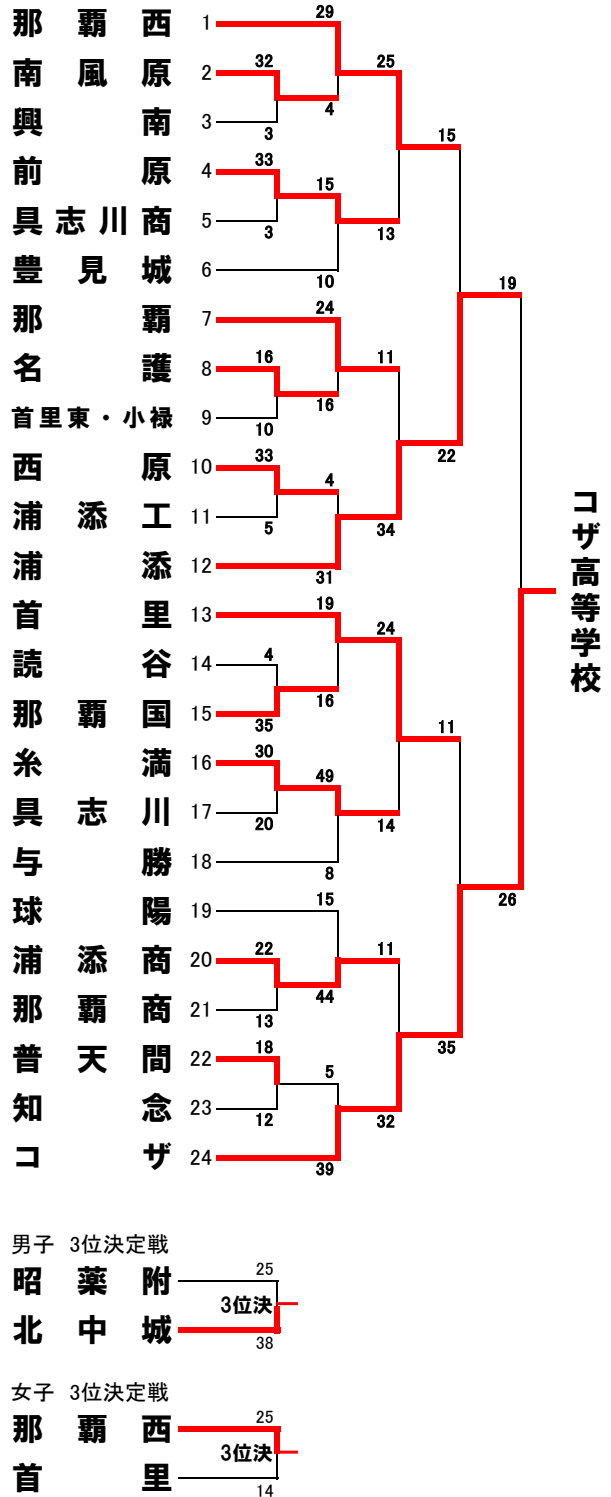 29
那覇西 1
32 25
南風原 2
4
興南 3
3 15
33
前原 4
15
具志川商 5
3 13
豊見城 6
10
24 19
那覇 7
16 11
名護 8
16
首里東・小禄 9
10
33 22
西原 10
4
浦添工 11
5 34
浦添 12
31
19
首里 13
4 24
読谷 14
16
那覇国 15
35
30 11
糸満 16
49
具志川 17
20 14
与勝 18
8
15 26
球陽 19
22 11
浦添商 20
44
那覇商 21
13
18 35
普天間 22
5
知念 23
12 32
コザ 24
39
コザ高等学校
男子 3位決定戦
25
昭薬附
3位決
北中城
38
女子 3位決定戦
25
那覇西
3位決
首里
14